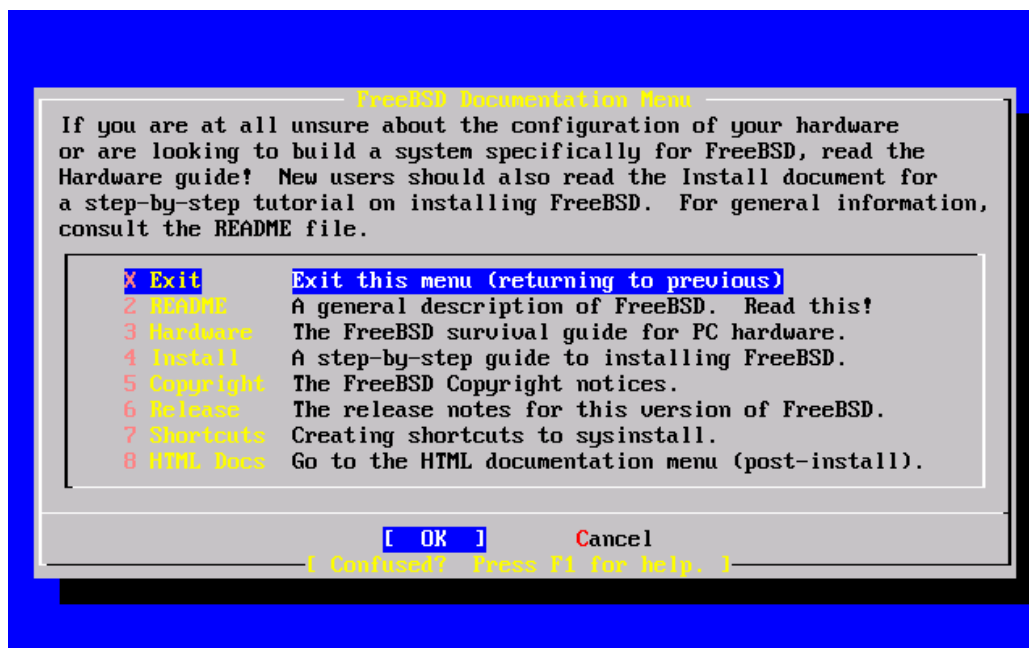 FreeBSD Documentation Menu
If you are at all unsure about the configuration of your hardware
or are looking to build a system specifically for FreeBSD, read the
Hardware guide!  New users should also read the Install document for
a step-by-step tutorial on installing FreeBSD.  For general information,
consult the README file.
X Exit Exit this menu (returning to previous)
2 README A general description of FreeBSD.  Read this!
3 Hardware The FreeBSD survival guide for PC hardware.
4 Install A step-by-step guide to installing FreeBSD.
5 Copyright The FreeBSD Copyright notices.
6 Release The release notes for this version of FreeBSD.
7 Shortcuts Creating shortcuts to sysinstall.
8 HTML Docs Go to the HTML documentation menu (post-install).
[ OK ] Cancel
[ Confused?  Press F1 for help. ]